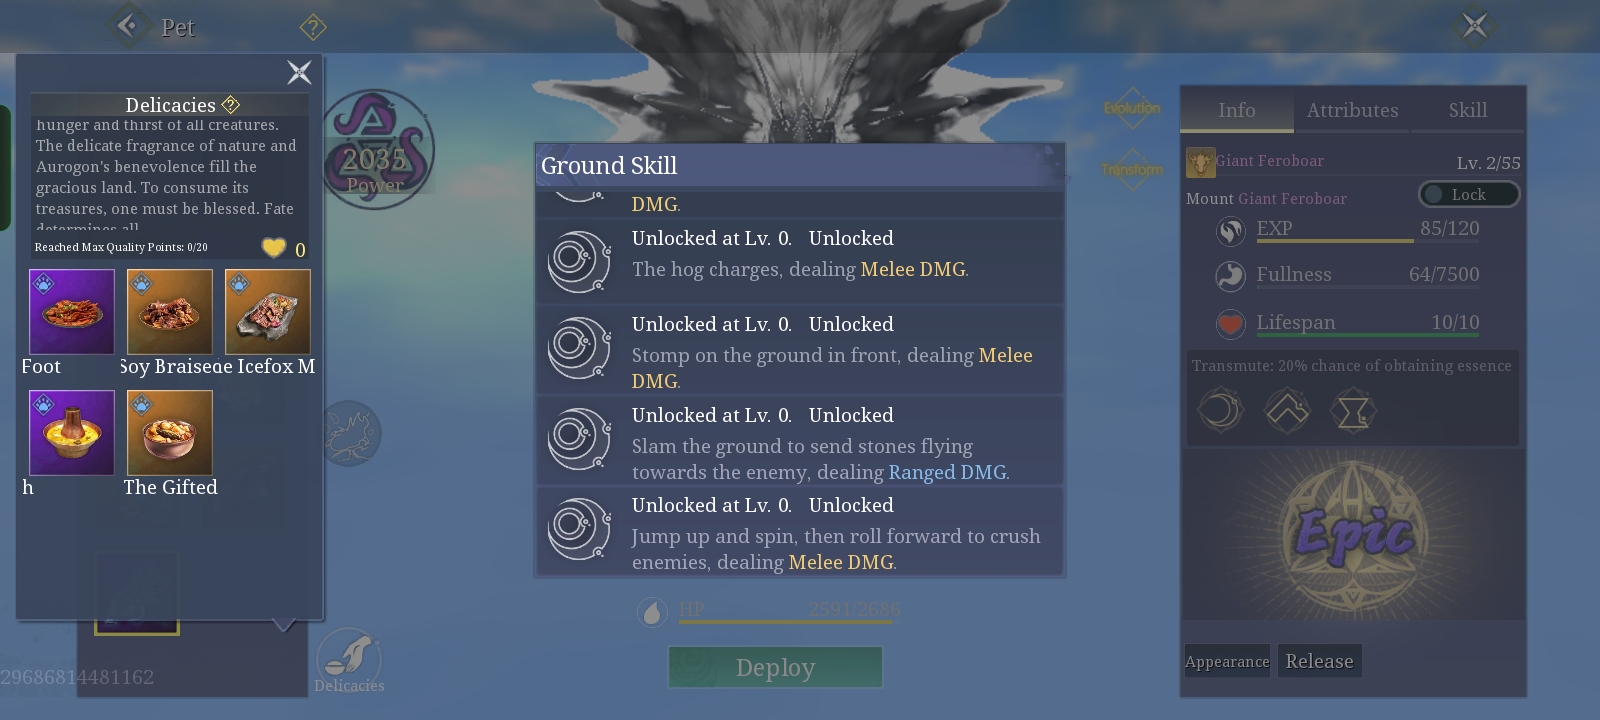 Pet
Delicacies
hunger and thirst of all creatures.
The delicate fragrance of nature and
Aurogon's benevolence fill the
gracious land. To consume its
treasures, one must be blessed. Fate
determines all
Reached Max Quality Points: 0/20
0
Foot
Soy Braised
e Icefox M
h
The Gifted
29686814481162
2035
Power
Delicacies
Ground Skill
DMG.
Unlocked at Lv. 0. Unlocked
The hog charges, dealing Melee DMG.
Unlocked at Lv. 0. Unlocked
Stomp on the ground in front, dealing Melee
DMG.
Unlocked at Lv. 0. Unlocked
Slam the ground to send stones flying
towards the enemy, dealing Ranged DMG.
Unlocked at Lv. 0. Unlocked
Jump up and spin, then roll forward to crush
enemies, dealing Melee DMG.
HP 2591/2686
Deploy
Evolution
Transform
Info Attributes Skill
Giant Feroboar Lv. 2/55
Mount Giant Feroboar Lock
EXP 85/120
Fullness 64/7500
Lifespan 10/10
Transmute: 20% chance of obtaining essence
Epic
Appearance Release